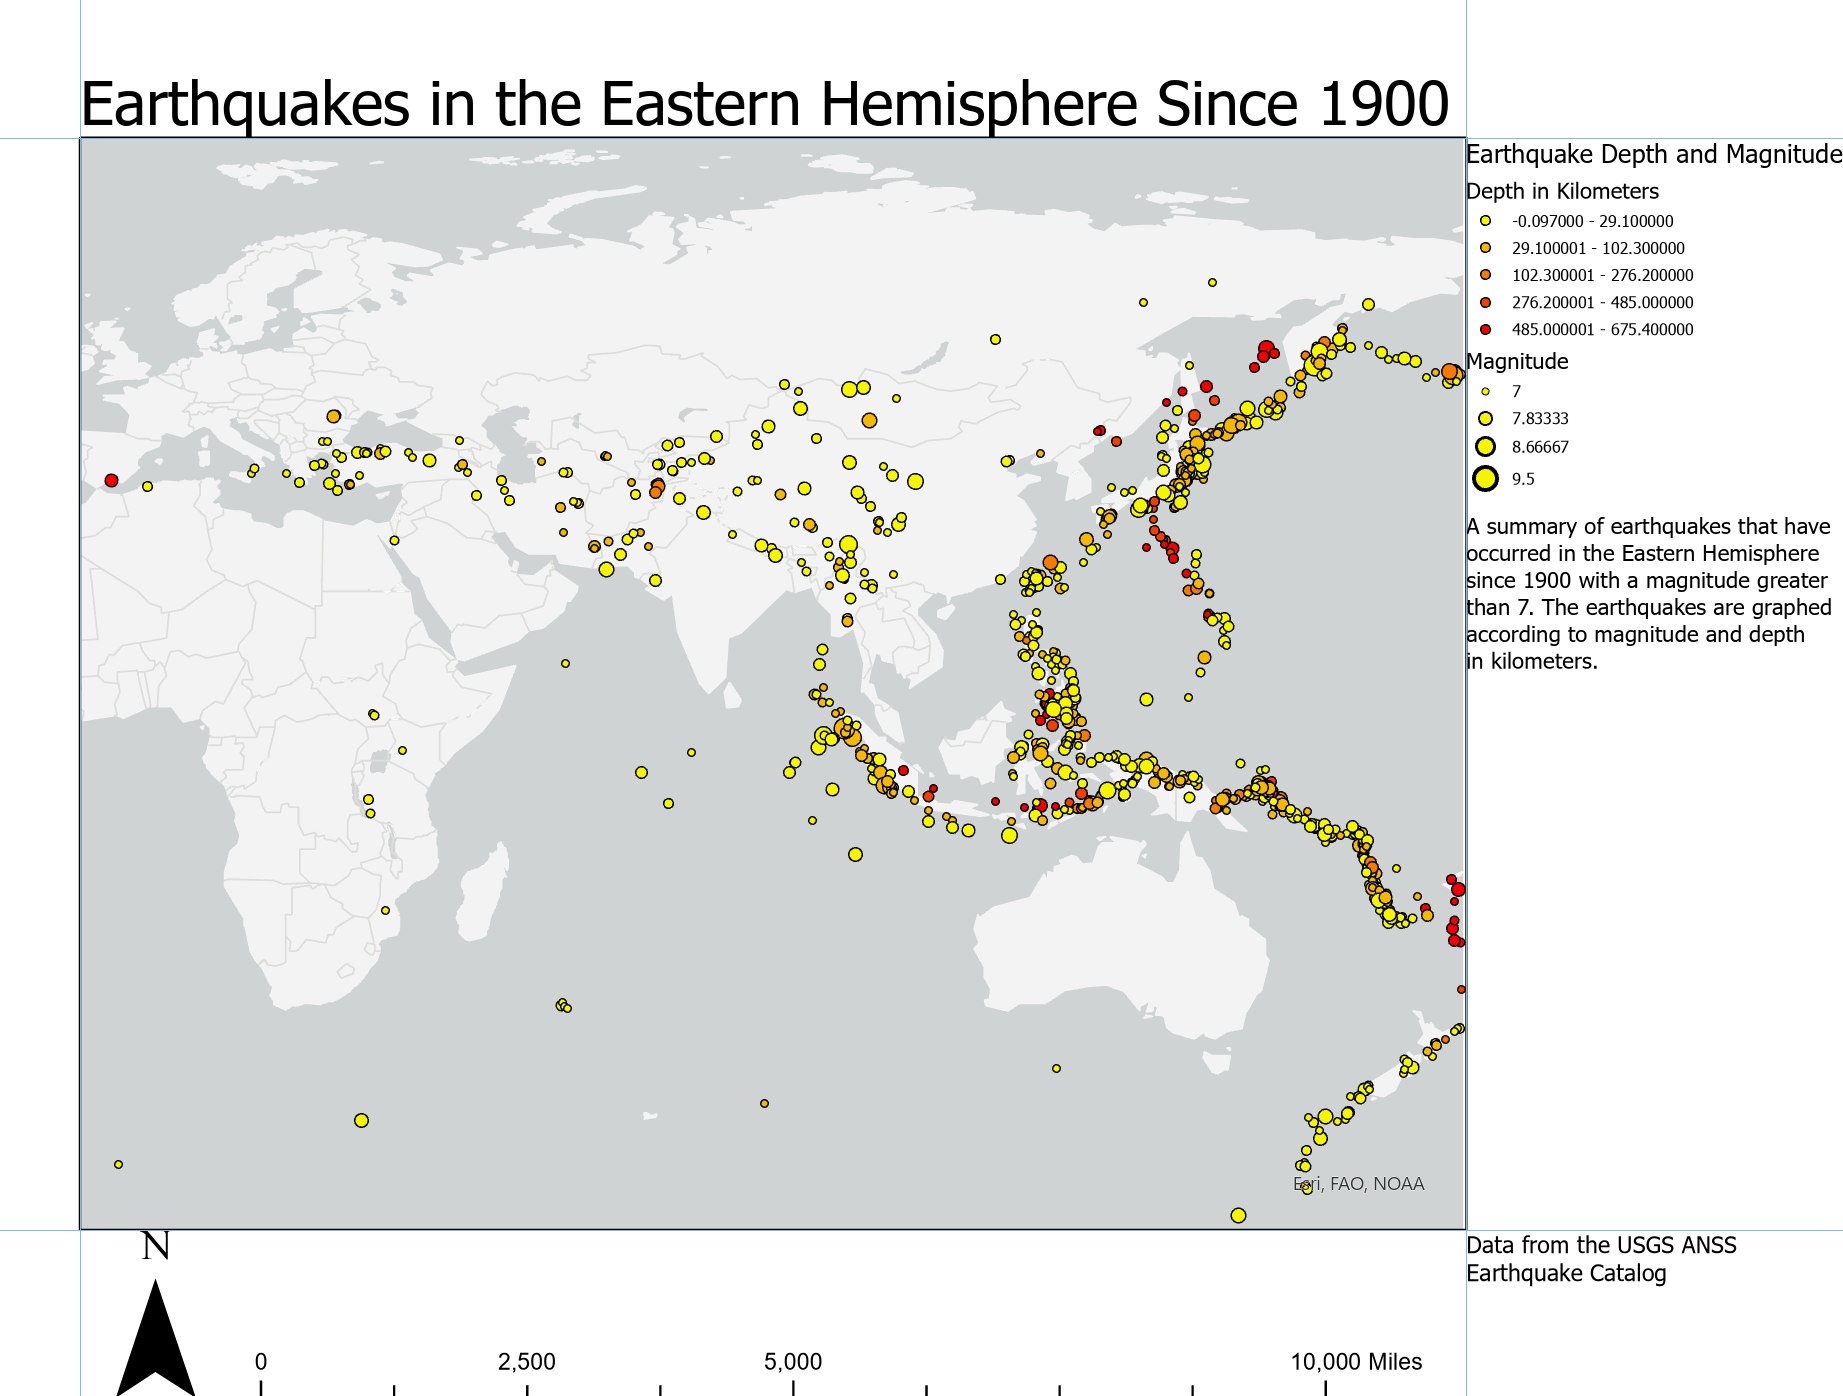 Earthquakes in the Eastern Hemisphere Since 1900
Earthquake Depth and Magnitude
Depth in Kilometers
-0.097000 - 29.100000
29.100001 - 102.300000
102.300001 - 276.200000
276.200001 - 485.000000
485.000001 - 675.400000
Magnitude
7
7.83333
8.66667
9.5
A summary of earthquakes that have
occurred in the Eastern Hemisphere
since 1900 with a magnitude greater
than 7. The earthquakes are graphed
according to magnitude and depth
in kilometers.
Esri, FAO, NOAA
N
Data from the USGS ANSS
Earthquake Catalog
0 2,500 5,000 10,000 Miles